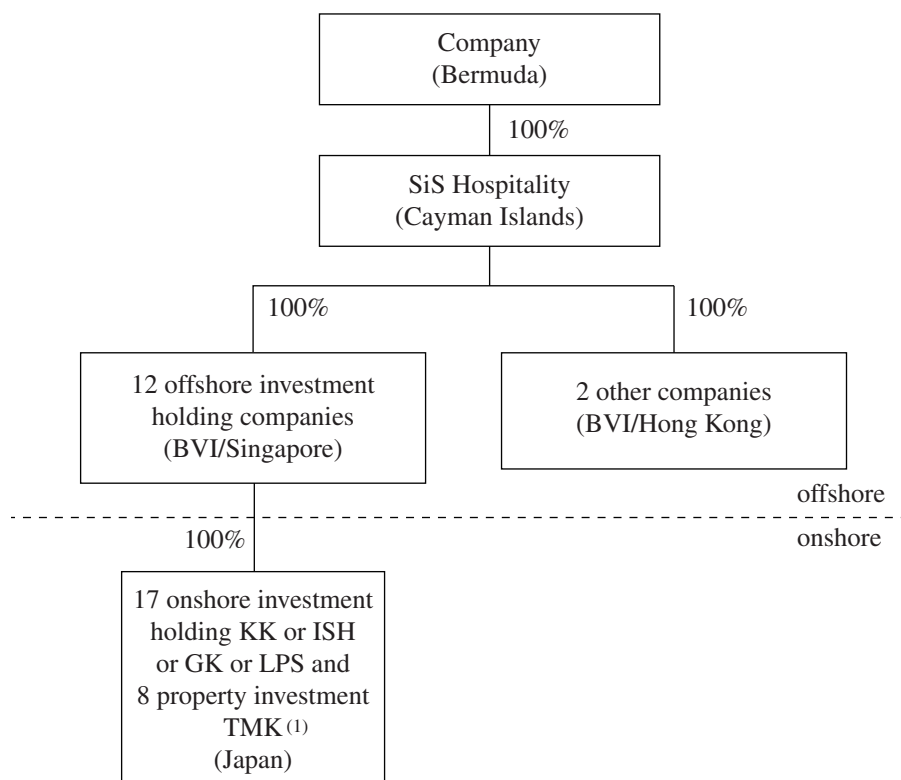 Company
(Bermuda)
100%
SiS Hospitality
(Cayman Islands)
100%
100%
12 offshore investment
holding companies
(BVI/Singapore)
2 other companies
(BVI/Hong Kong)
offshore
100%
onshore
17 onshore investment
holding KK or ISH
or GK or LPS and
8 property investment
TMK (1)
(Japan)